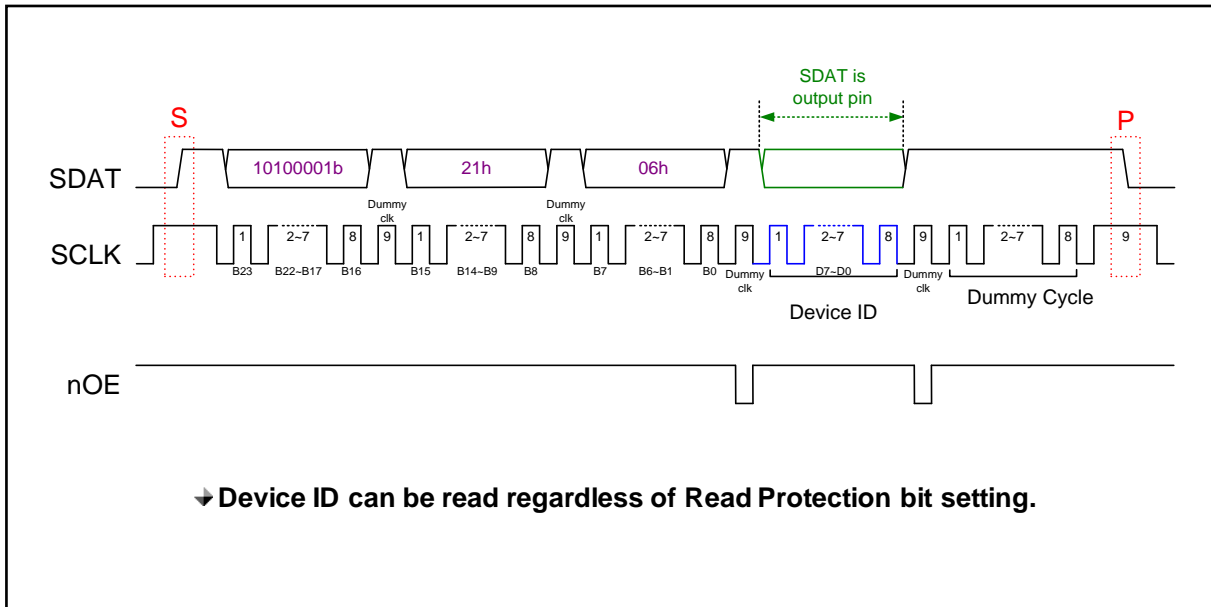 SDAT is
output pin
S
P
SDAT
10100001b
21h
06h
Dummy
clk
Dummy
clk
SCLK
1 2~7 8 9 1 2~7 8 9 1 2~7 8 9 1 2~7 8 9 1 2~7 8 9
B23 B22~B17 B16 B15 B14~B9 B8 B7 B6~B1 B0 Dummy
clk
D7~D0
Dummy
clk
Device ID
Dummy Cycle
nOE
Device ID can be read regardless of Read Protection bit setting.